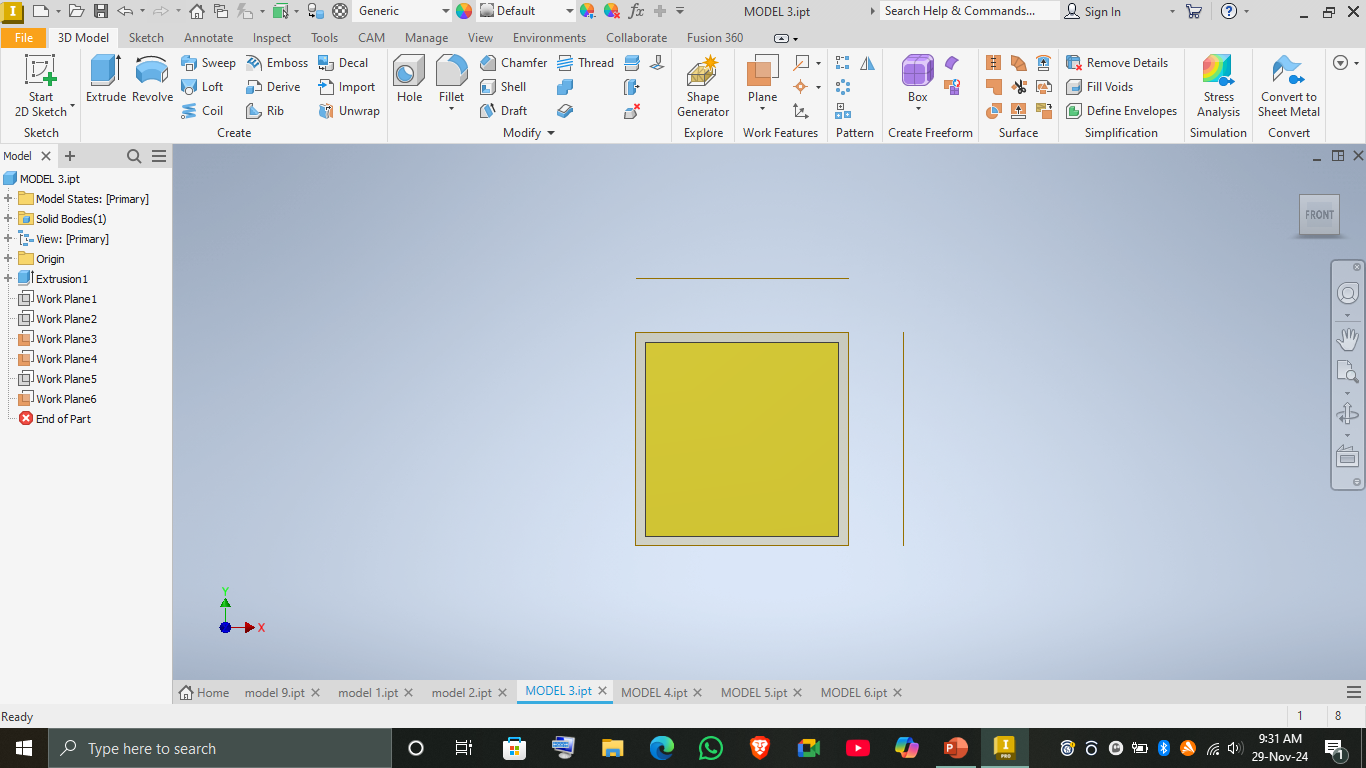 I Generic Default fx MODEL 3.ipt Search Help & Commands... Sign In ?
File 3D Model Sketch Annotate Inspect Tools CAM Manage View Environments Collaborate Fusion 360
Sweep Emboss Decal Chamfer Thread Remove Details
Loft Derive Import Shell Fill Voids
Coil Rib Unwrap Draft Define Envelopes
Start Extrude Revolve Hole Fillet Shape Plane Box Stress Convert to
2D Sketch Generator Analysis Sheet Metal
Sketch Create Modify Explore Work Features Pattern Create Freeform Surface Simplification Simulation Convert
Model
MODEL 3.ipt
Model States: [Primary]
Solid Bodies(1)
View: [Primary]
Origin
Extrusion1
Work Plane1
Work Plane2
Work Plane3
Work Plane4
Work Plane5
Work Plane6
End of Part
FRONT
Y
X
Home model 9.ipt model 1.ipt model 2.ipt MODEL 3.ipt MODEL 4.ipt MODEL 5.ipt MODEL 6.ipt
Ready 1 8
Type here to search
9:31 AM
29-Nov-24
1